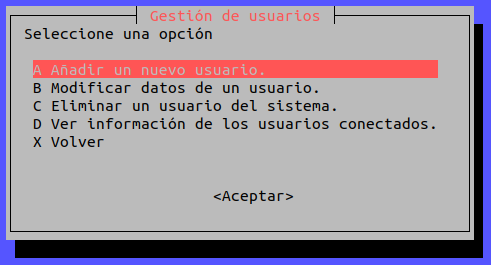 Gestión de usuarios
Seleccione una opción
A Añadir un nuevo usuario.
B Modificar datos de un usuario.
C Eliminar un usuario del sistema.
D Ver información de los usuarios conectados.
X Volver
<Aceptar>